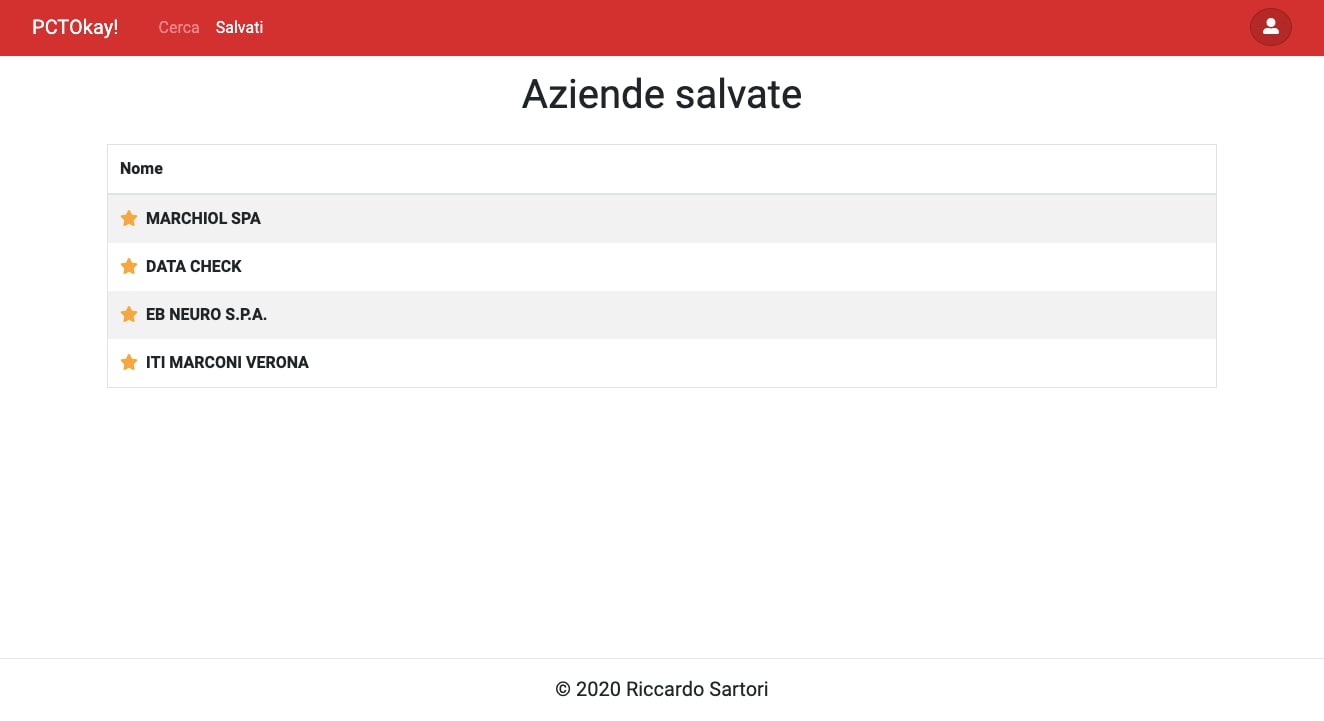 PCTOkay! Cerca Salvati
Aziende salvate
Nome
MARCHIOL SPA
DATA CHECK
EB NEURO S.P.A.
ITI MARCONI VERONA
© 2020 Riccardo Sartori